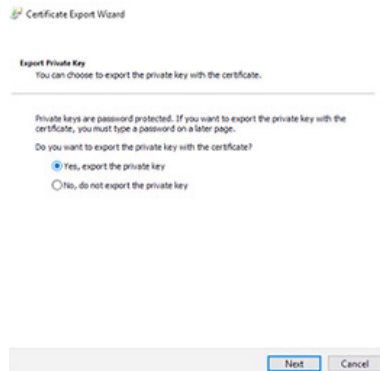 Certificate Export Wizard
Export Private Key
You can choose to export the private key with the certificate.
Private keys are password protected. If you want to export the private key with the
certificate, you must type a password on a later page.
Do you want to export the private key with the certificate?
Yes, export the private key
No, do not export the private key
Next
Cancel